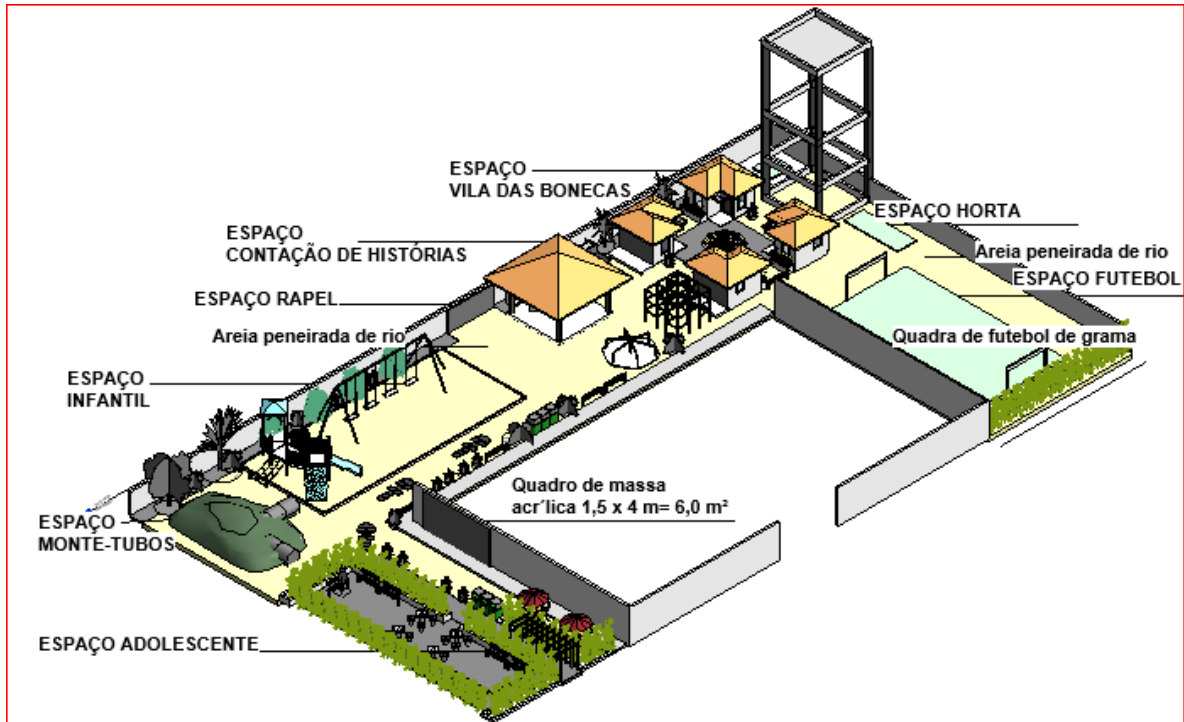 ESPAÇO
VILA DAS BONECAS
ESPAÇO HORTA
ESPAÇO
CONTAÇÃO DE HISTÓRIAS
Areia peneirada de rio
ESPAÇO FUTEBOL
ESPAÇO RAPEL
Areia peneirada de rio
Quadra de futebol de grama
ESPAÇO
INFANTIL
Quadro de massa
acr´lica 1,5 x 4 m= 6,0 m²
ESPAÇO
MONTE-TUBOS
ESPAÇO ADOLESCENTE